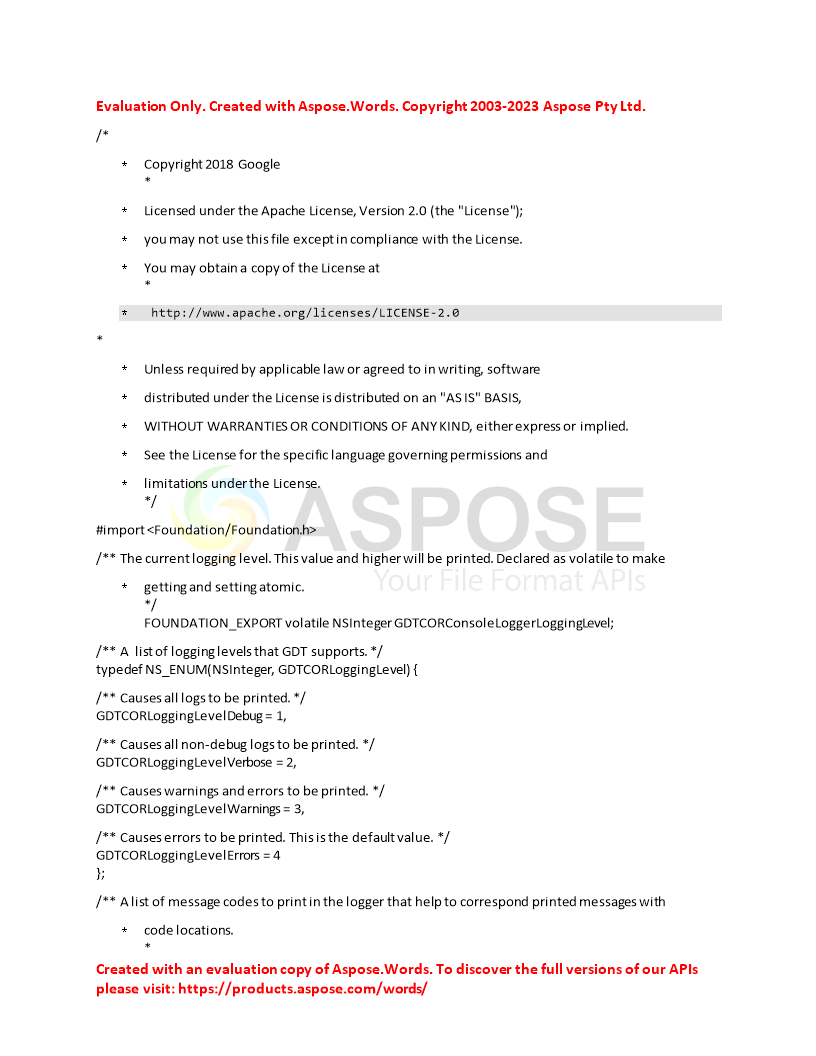 Evaluation Only. Created with Aspose.Words. Copyright 2003-2023 Aspose Pty Ltd.
/*
* Copyright 2018 Google
*
* Licensed under the Apache License, Version 2.0 (the "License");
* you may not use this file except in compliance with the License.
* You may obtain a copy of the License at
*
* http://www.apache.org/licenses/LICENSE-2.0
*
* Unless required by applicable law or agreed to in writing, software
* distributed under the License is distributed on an "AS IS" BASIS,
* WITHOUT WARRANTIES OR CONDITIONS OF ANY KIND, either express or implied.
* See the License for the specific language governing permissions and
* limitations under the License.
*/
ASPOSE
#import <Foundation/Foundation.h>
/** The current logging level. This value and higher will be printed. Declared as volatile to make
Your File Format APIs
* getting and setting atomic.
*/
FOUNDATION_EXPORT volatile NSInteger GDTCORConsoleLoggerLoggingLevel;
/** A list of logging levels that GDT supports. */
typedef NS_ENUM(NSInteger, GDTCORLoggingLevel) {
/** Causes all logs to be printed. */
GDTCORLoggingLevelDebug = 1,
/** Causes all non-debug logs to be printed. */
GDTCORLoggingLevelVerbose = 2,
/** Causes warnings and errors to be printed. */
GDTCORLoggingLevelWarnings = 3,
/** Causes errors to be printed. This is the default value. */
GDTCORLoggingLevelErrors = 4
};
/** A list of message codes to print in the logger that help to correspond printed messages with
* code locations.
*
Created with an evaluation copy of Aspose.Words. To discover the full versions of our APIs
please visit: https://products.aspose.com/words/